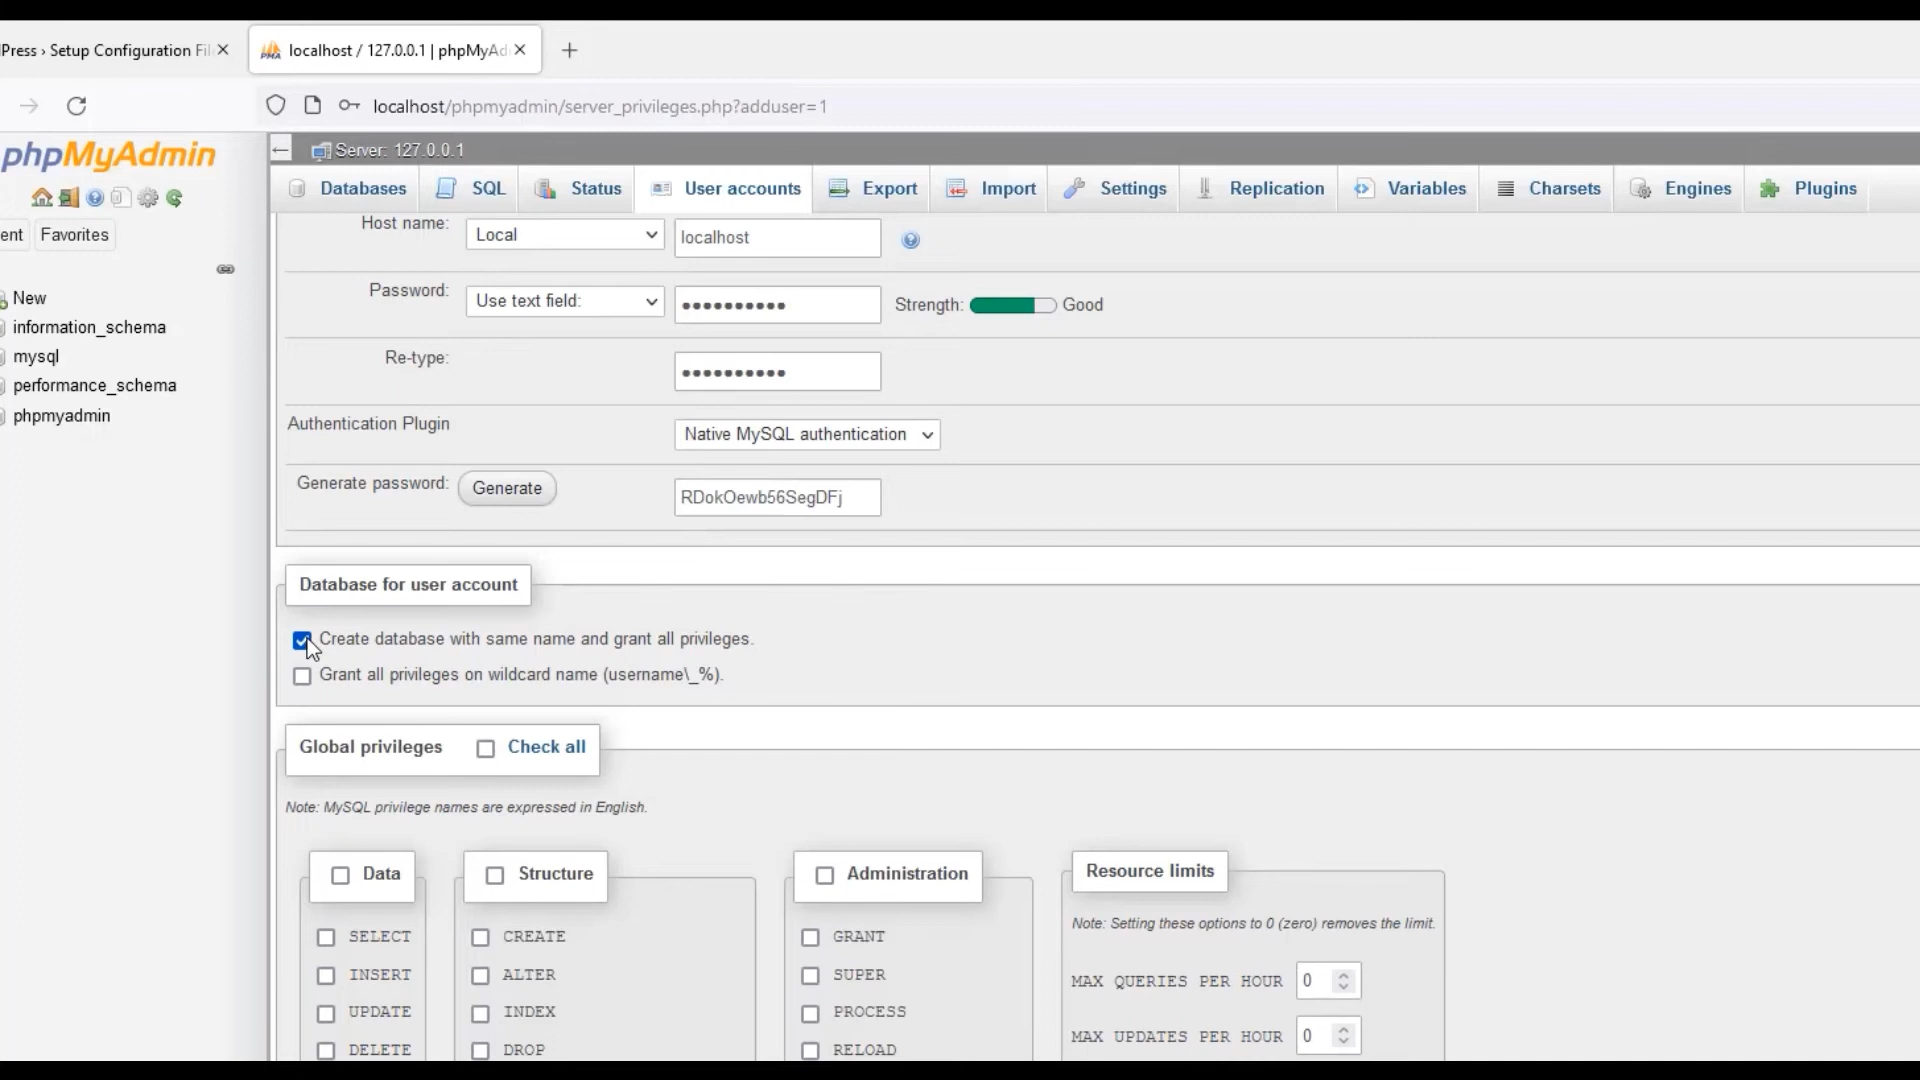 Press › Setup Configuration Fil
localhost / 127.0.0.1 | phpMyAd
localhost/phpmyadmin/server_privileges.php?adduser=1
phpMyAdmin
ent Favorites
New
information_schema
mysql
performance_schema
phpmyadmin
Server: 127.0.0.1
Databases SQL Status User accounts Export Import Settings Replication Variables Charsets Engines Plugins
Host name: Local localhost
Password: Use text field: •••••••••• Strength: Good
Re-type: ••••••••••
Authentication Plugin Native MySQL authentication
Generate password: Generate RDokOewb56SegDFj
Database for user account
Create database with same name and grant all privileges.
Grant all privileges on wildcard name (username\_%).
Global privileges Check all
Note: MySQL privilege names are expressed in English.
Data
SELECT
INSERT
UPDATE
DELETE
Structure
CREATE
ALTER
INDEX
DROP
Administration
GRANT
SUPER
PROCESS
RELOAD
Resource limits
Note: Setting these options to 0 (zero) removes the limit.
MAX QUERIES PER HOUR 0
MAX UPDATES PER HOUR 0